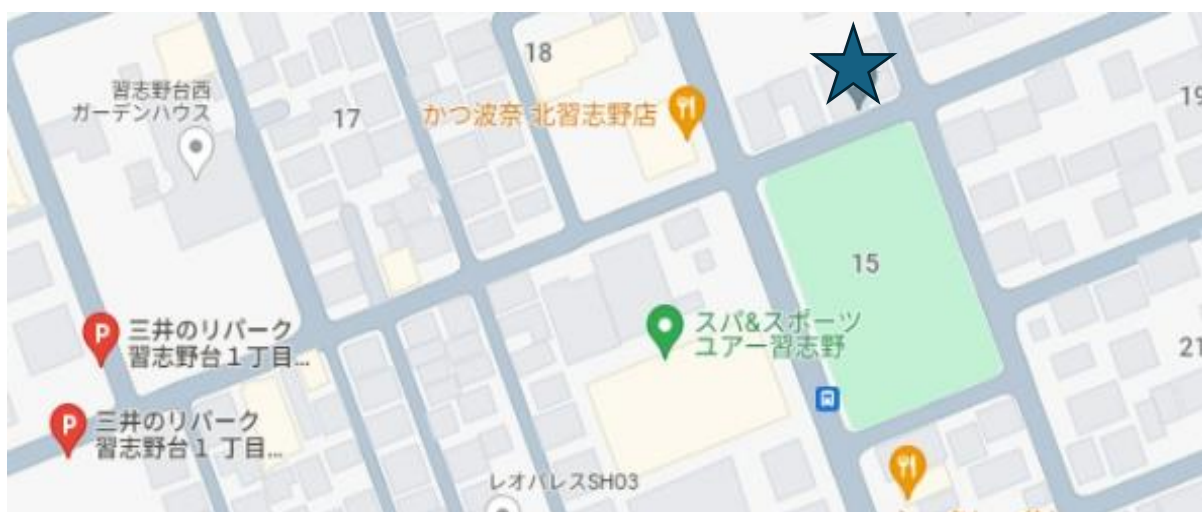 18
習志野台西
ガーデンハウス
17
かつ波奈 北習志野店
19
15
スパ&スポーツ
ユアー習志野
P
三井のリパーク
習志野台１丁目...
21
P
三井のリパーク
習志野台１ 丁目...
レオパレスSH03